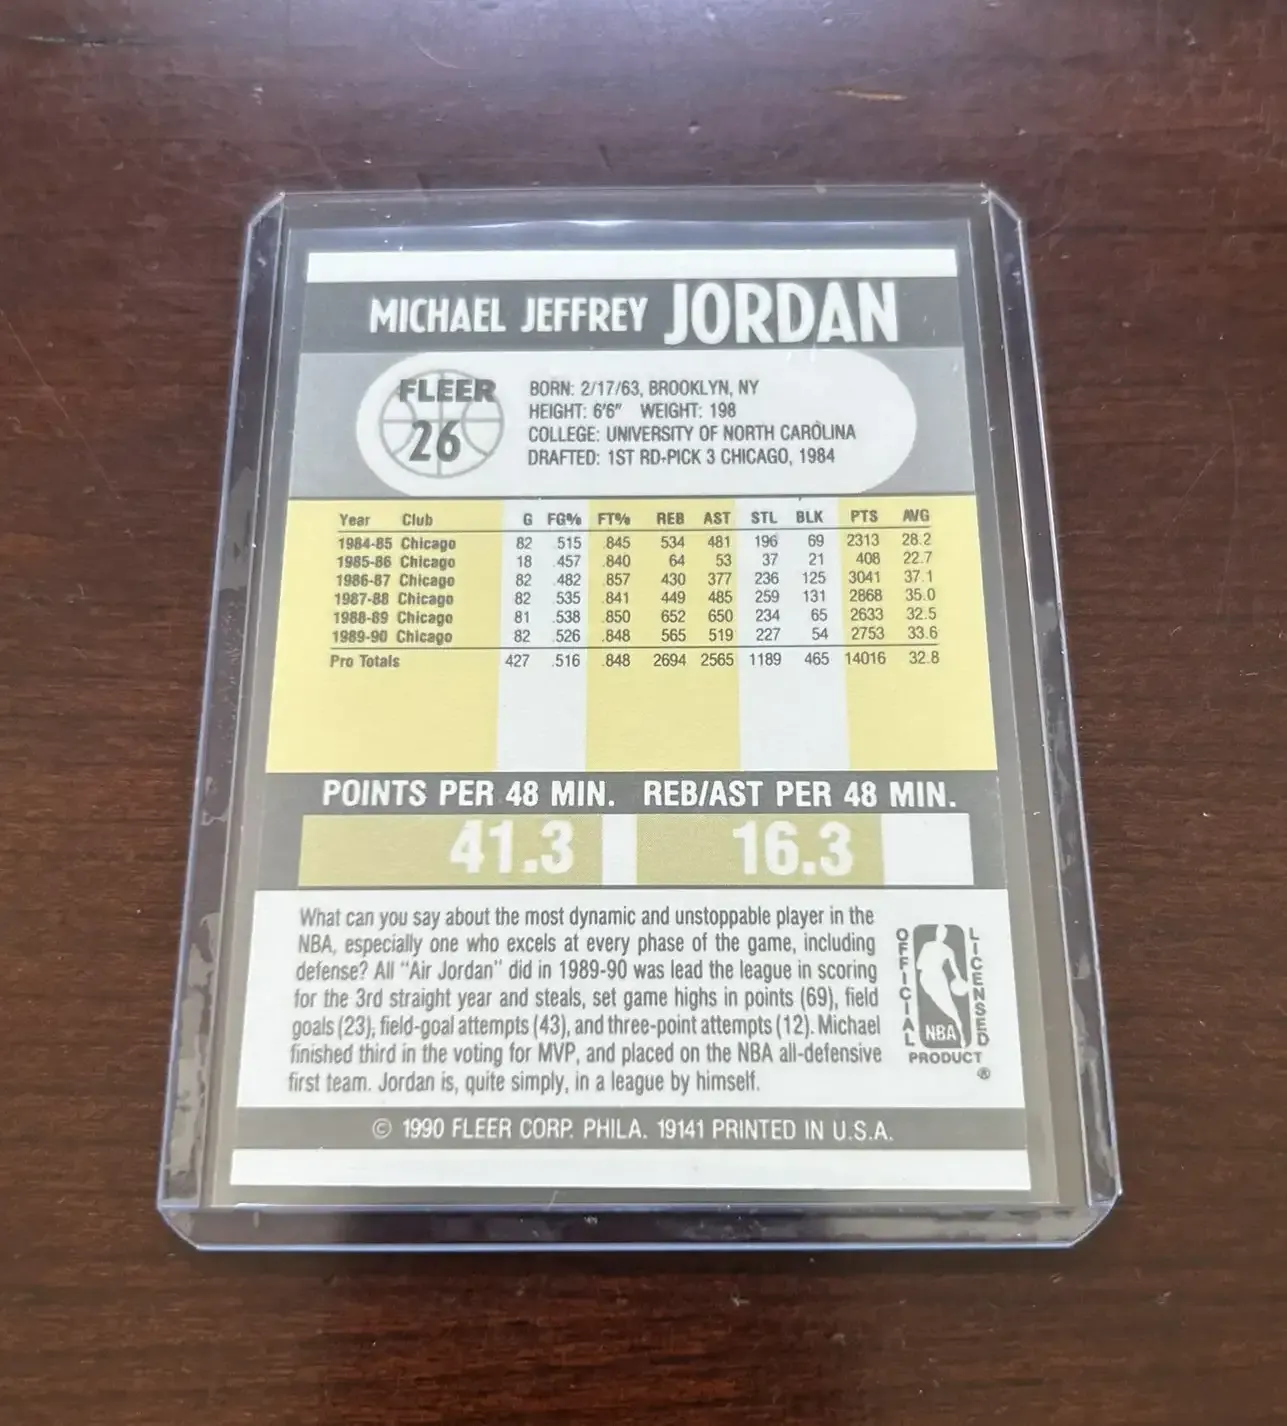 MICHAEL JEFFREY JORDAN
FLEER
26
BORN: 2/17/63, BROOKLYN, NY
HEIGHT: 6'6" WEIGHT: 198
COLLEGE: UNIVERSITY OF NORTH CAROLINA
DRAFTED: 1ST RD-PICK 3 CHICAGO, 1984
Year Club G FG% FT% REB AST STL BLK PTS AVG
1984-85 Chicago 82 .515 .845 534 481 196 69 2313 28.2
1985-86 Chicago 18 .457 .840 64 53 37 21 408 22.7
1986-87 Chicago 82 .482 .857 430 377 236 125 3041 37.1
1987-88 Chicago 82 .535 .841 449 485 259 131 2868 35.0
1988-89 Chicago 81 .538 .850 652 650 234 65 2633 32.5
1989-90 Chicago 82 .526 .848 565 519 227 54 2753 33.6
Pro Totals 427 .516 .848 2694 2565 1189 465 14016 32.8
POINTS PER 48 MIN. REB/AST PER 48 MIN.
41.3 16.3
What can you say about the most dynamic and unstoppable player in the
NBA, especially one who excels at every phase of the game, including
defense? All "Air Jordan" did in 1989-90 was lead the league in scoring
for the 3rd straight year and steals, set game highs in points (69), field
goals (23), field-goal attempts (43), and three-point attempts (12). Michael
finished third in the voting for MVP, and placed on the NBA all-defensive
first team. Jordan is, quite simply, in a league by himself.
OFFICIAL
LICENSED
NBA
PRODUCT
®
© 1990 FLEER CORP. PHILA. 19141 PRINTED IN U.S.A.